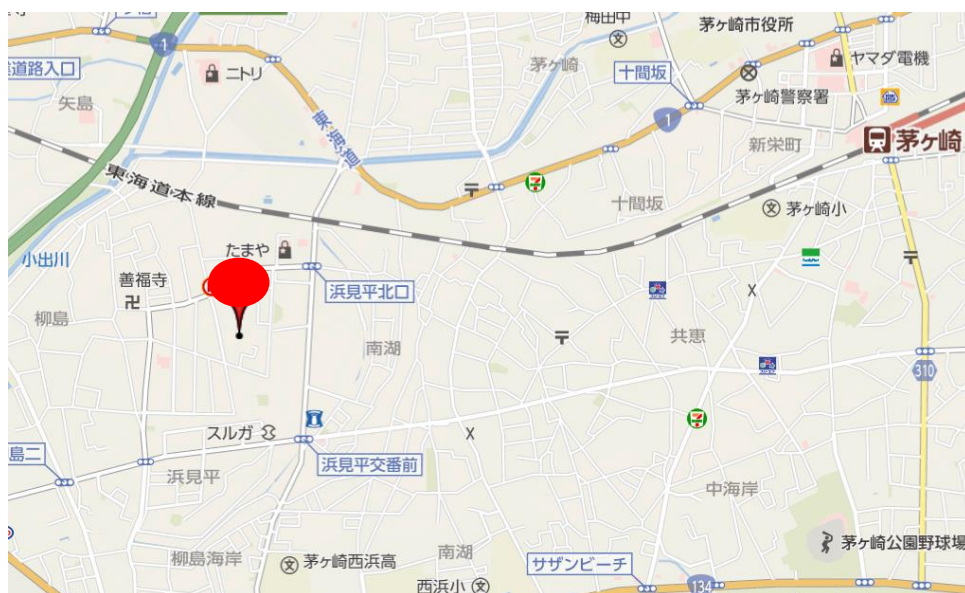 梅田中
茅ヶ崎市役所
1
道路入口
ニトリ
茅ヶ崎
十間坂
ヤマダ電機
矢島
東海道
茅ヶ崎警察署
1
新栄町
茅ヶ崎
東海道本線
十間坂
茅ヶ崎小
小出川
たまや
善福寺
浜見平北口
柳島
南湖
共恵
310
スルガ
島二
浜見平交番前
浜見平
中海岸
柳島海岸
茅ヶ崎西浜高
南湖
サザンビーチ
茅ヶ崎公園野球場
西浜小
134